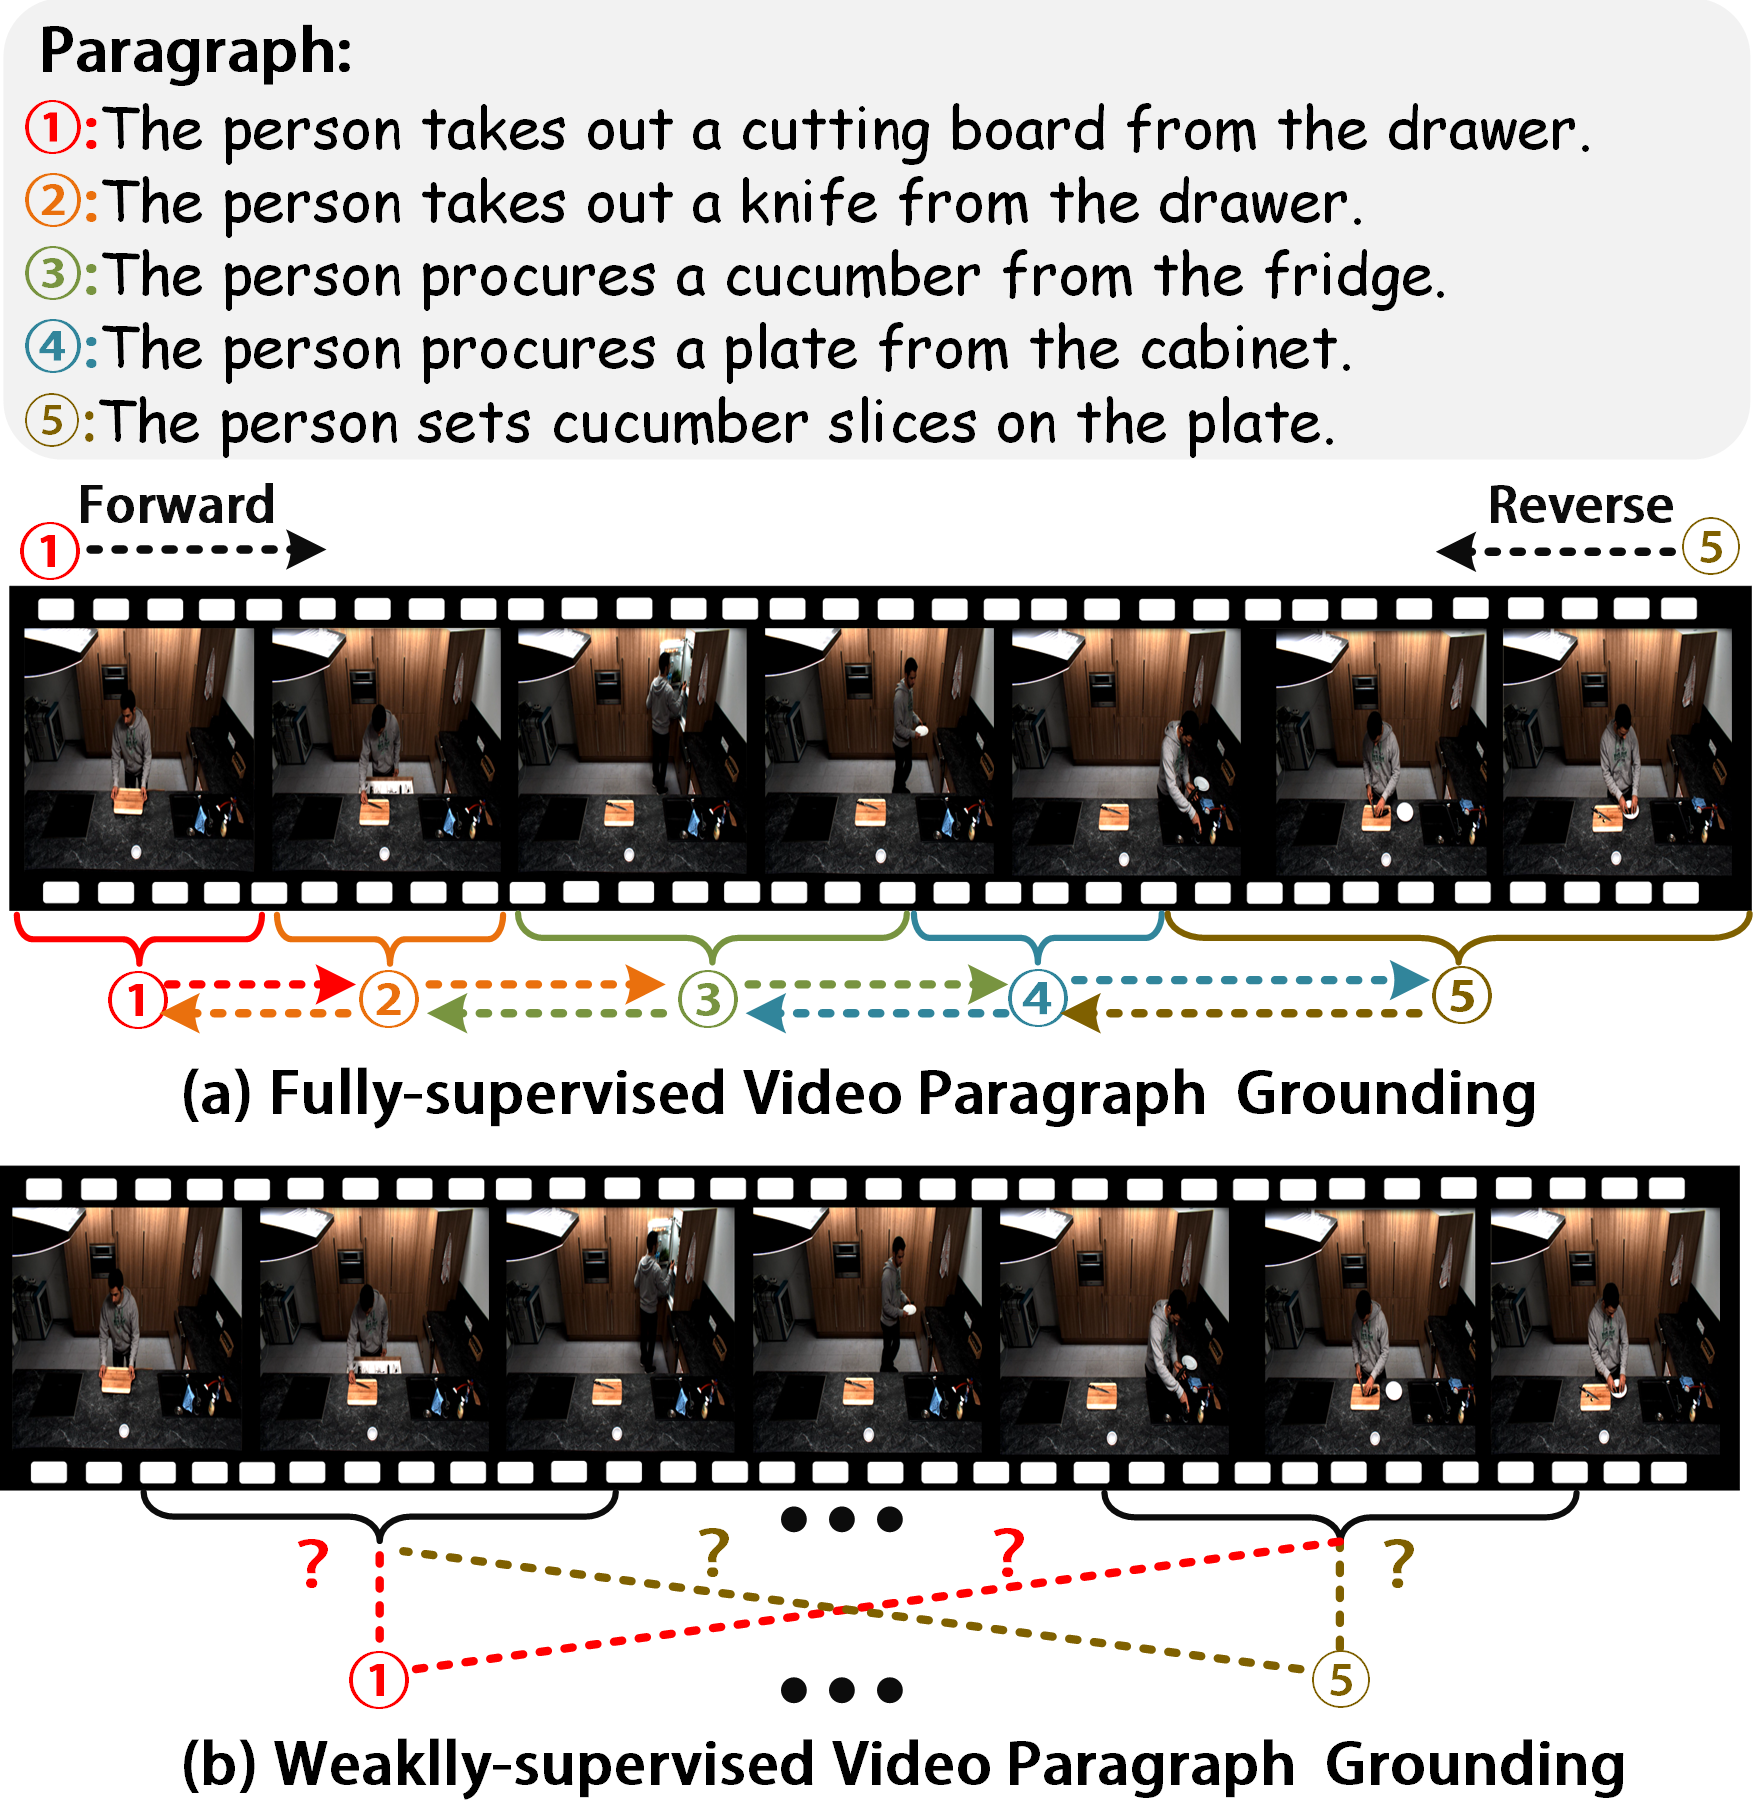 Paragraph:
①:The person takes out a cutting board from the drawer.
②:The person takes out a knife from the drawer.
③:The person procures a cucumber from the fridge.
④:The person procures a plate from the cabinet.
⑤:The person sets cucumber slices on the plate.
Forward Reverse
① ⑤
① ② ③ ④ ⑤
(a) Fully-supervised Video Paragraph Grounding
? ? ? ?
① ⑤
(b) Weaklly-supervised Video Paragraph Grounding